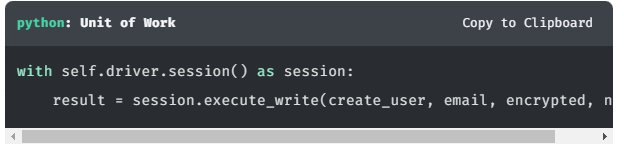 python: Unit of Work
Copy to Clipboard
with self.driver.session() as session:
    result = session.execute_write(create_user, email, encrypted, n